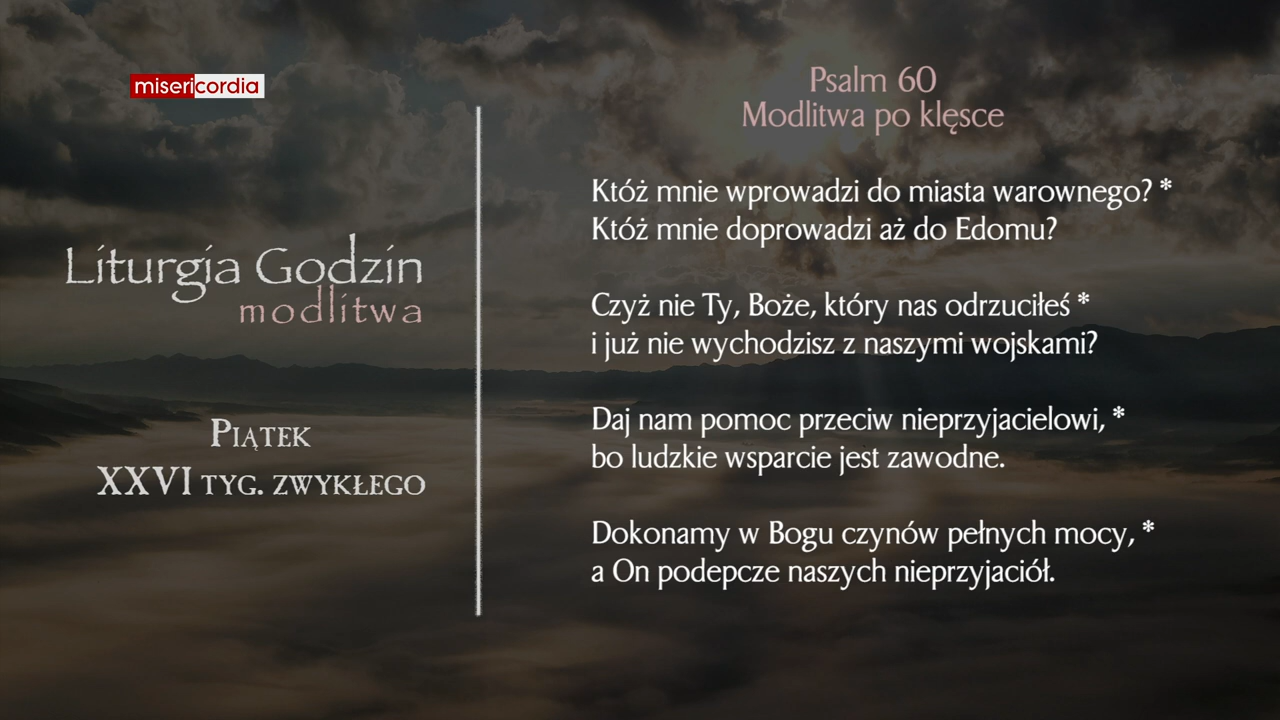 misericordia
Liturgia Godzin
modlitwa
Piątek
XXVI tyg. zwykłego
Psalm 60
Modlitwa po klęsce
Któż mnie wprowadzi do miasta warownego? *
Któż mnie doprowadzi aż do Edomu?
Czyż nie Ty, Boże, który nas odrzuciłeś *
i już nie wychodzisz z naszymi wojskami?
Daj nam pomoc przeciw nieprzyjacielowi, *
bo ludzkie wsparcie jest zawodne.
Dokonamy w Bogu czynów pełnych mocy, *
a On podepcze naszych nieprzyjaciół.